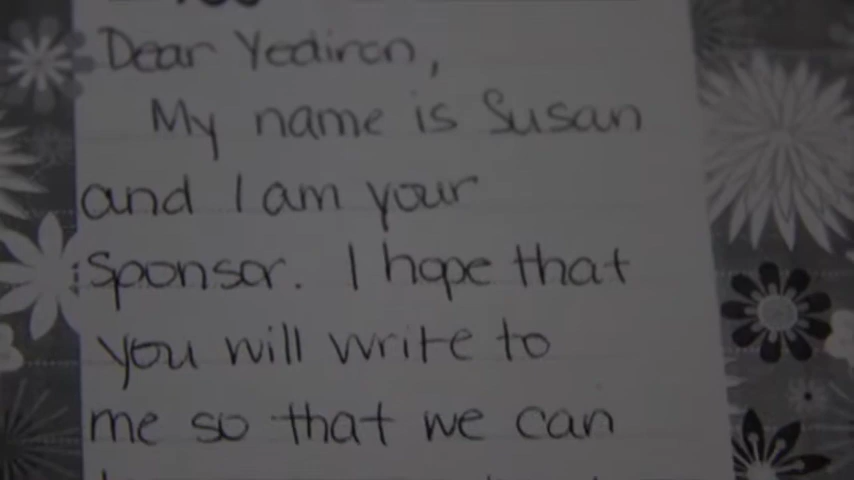 Dear Yediron,
My name is Susan
and I am your
sponsor. I hope that
you will write to
me so that we can